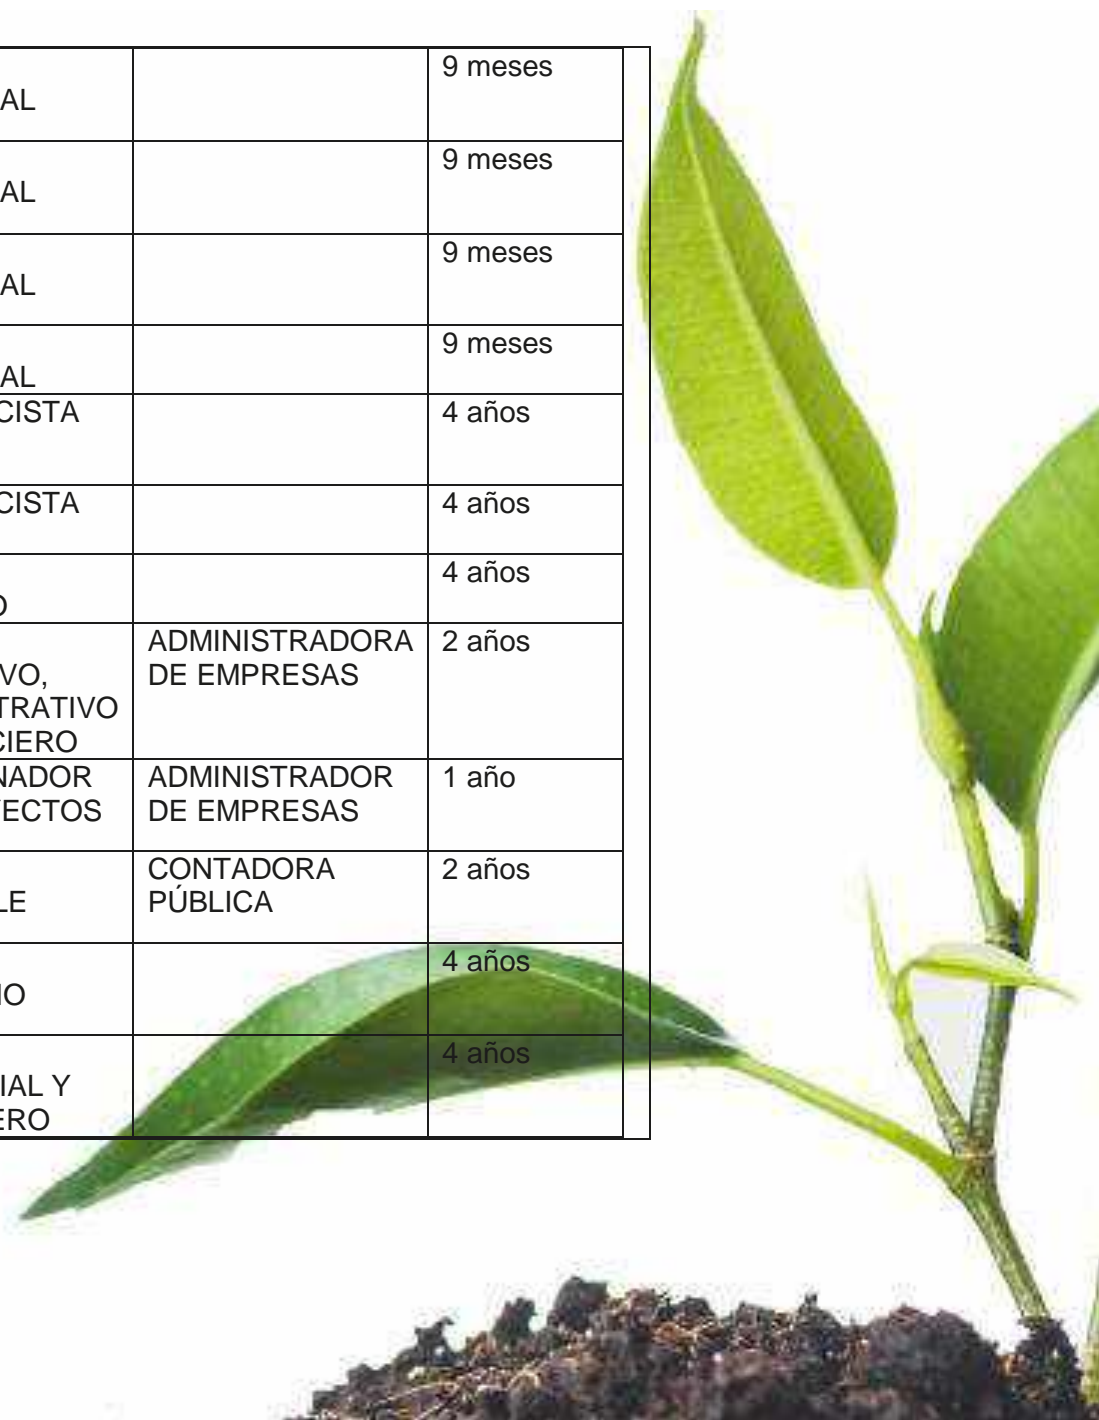 9 meses
AL
9 meses
AL
9 meses
AL
9 meses
AL
CISTA 4 años
CISTA 4 años
4 años
O
ADMINISTRADORA 2 años
VO, DE EMPRESAS
TRATIVO
CIERO
NADOR ADMINISTRADOR 1 año
YECTOS DE EMPRESAS
CONTADORA 2 años
LE PÚBLICA
4 años
IO
4 años
IAL Y
ERO